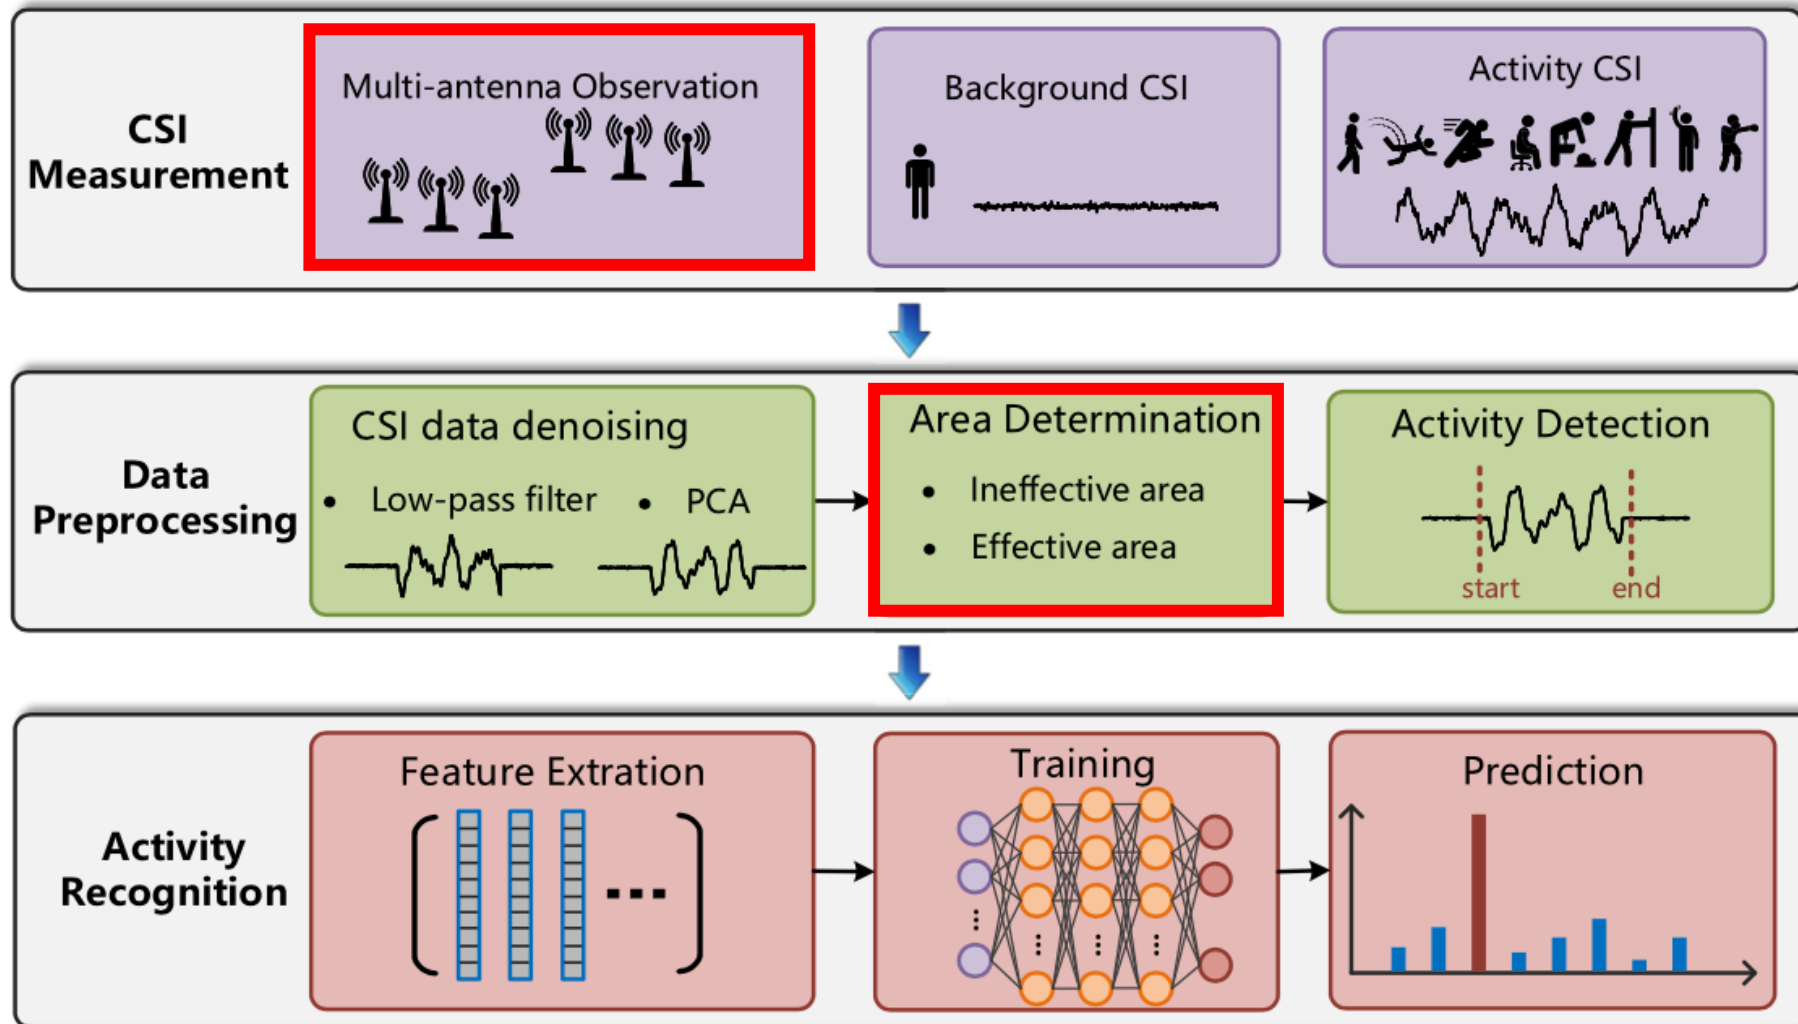 CSI
Measurement
Multi-antenna Observation
Background CSI
Activity CSI
Data
Preprocessing
CSI data denoising
• Low-pass filter
• PCA
Area Determination
• Ineffective area
• Effective area
Activity Detection
start
end
Activity
Recognition
Feature Extration
Training
Prediction